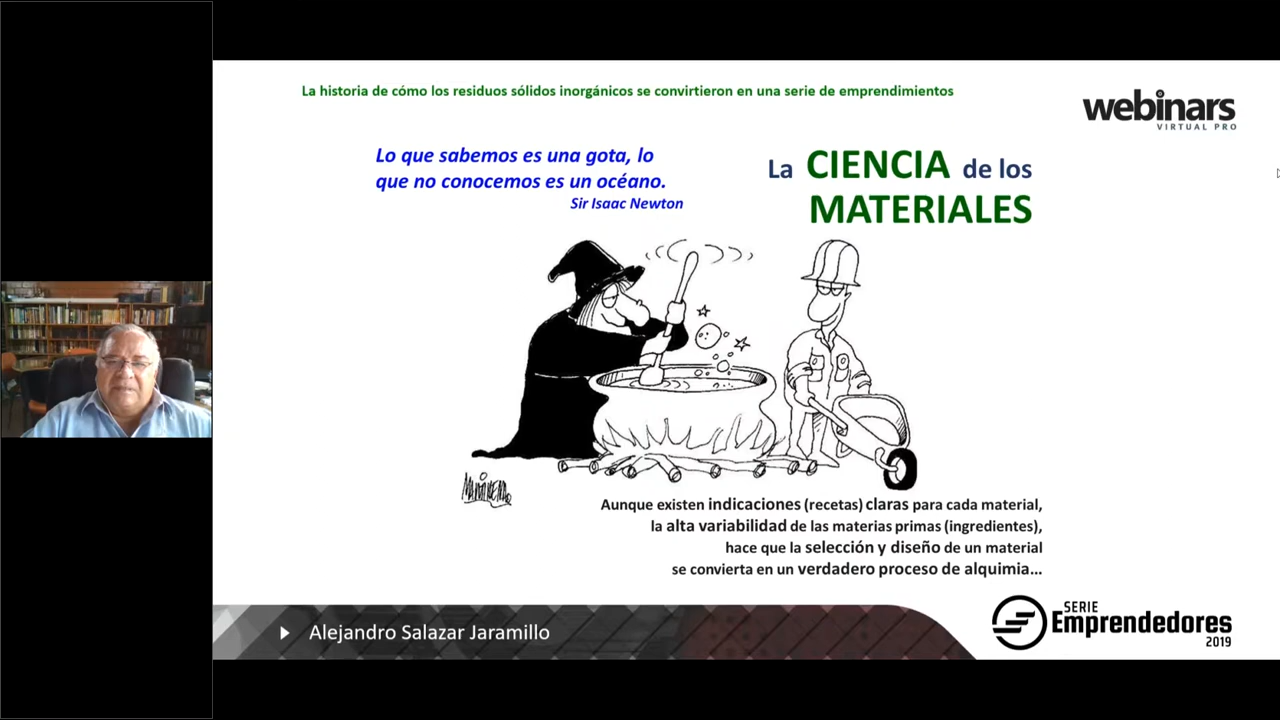 La historia de cómo los residuos sólidos inorgánicos se convirtieron en una serie de emprendimientos
webinars
VIRTUAL PRO
Lo que sabemos es una gota, lo
que no conocemos es un océano.
Sir Isaac Newton
La CIENCIA de los
MATERIALES
Aunque existen indicaciones (recetas) claras para cada material,
la alta variabilidad de las materias primas (ingredientes),
hace que la selección y diseño de un material
se convierta en un verdadero proceso de alquimia...
Alejandro Salazar Jaramillo
SERIE
Emprendedores
2019